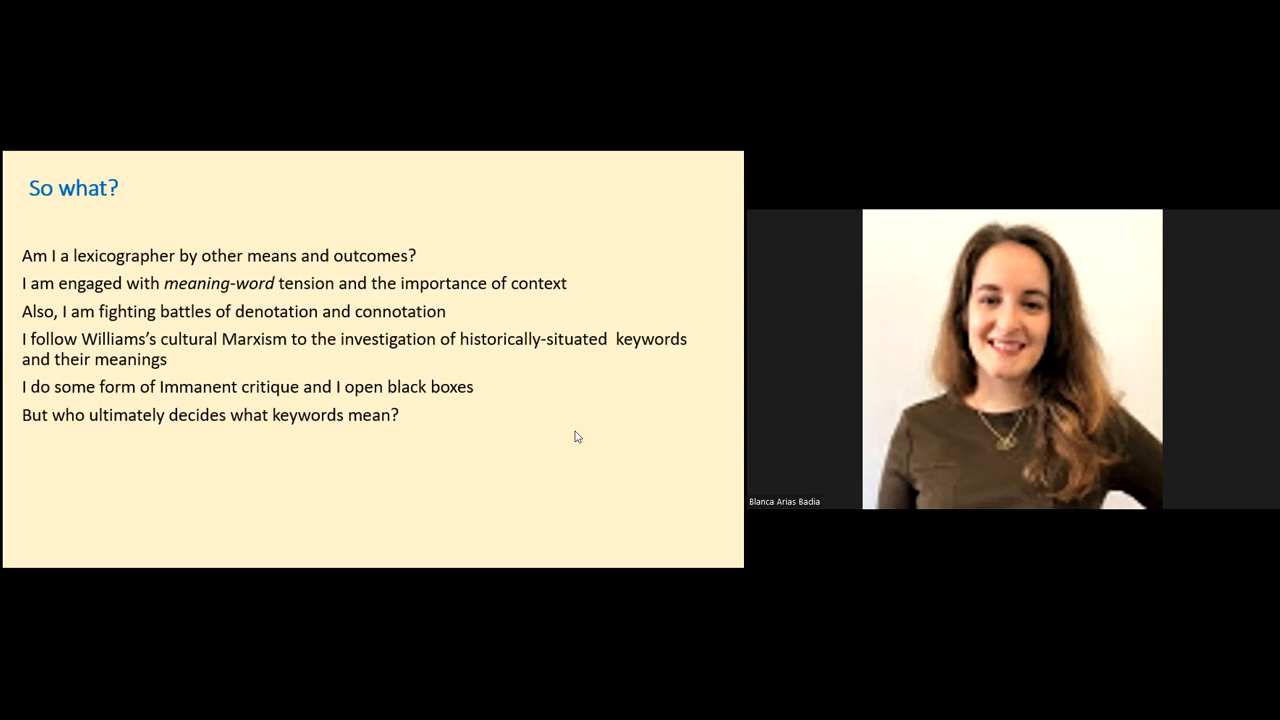 So what?
Am I a lexicographer by other means and outcomes?
I am engaged with meaning-word tension and the importance of context
Also, I am fighting battles of denotation and connotation
I follow Williams’s cultural Marxism to the investigation of historically-situated  keywords
and their meanings
I do some form of Immanent critique and I open black boxes
But who ultimately decides what keywords mean?
Blanca Arias Badia